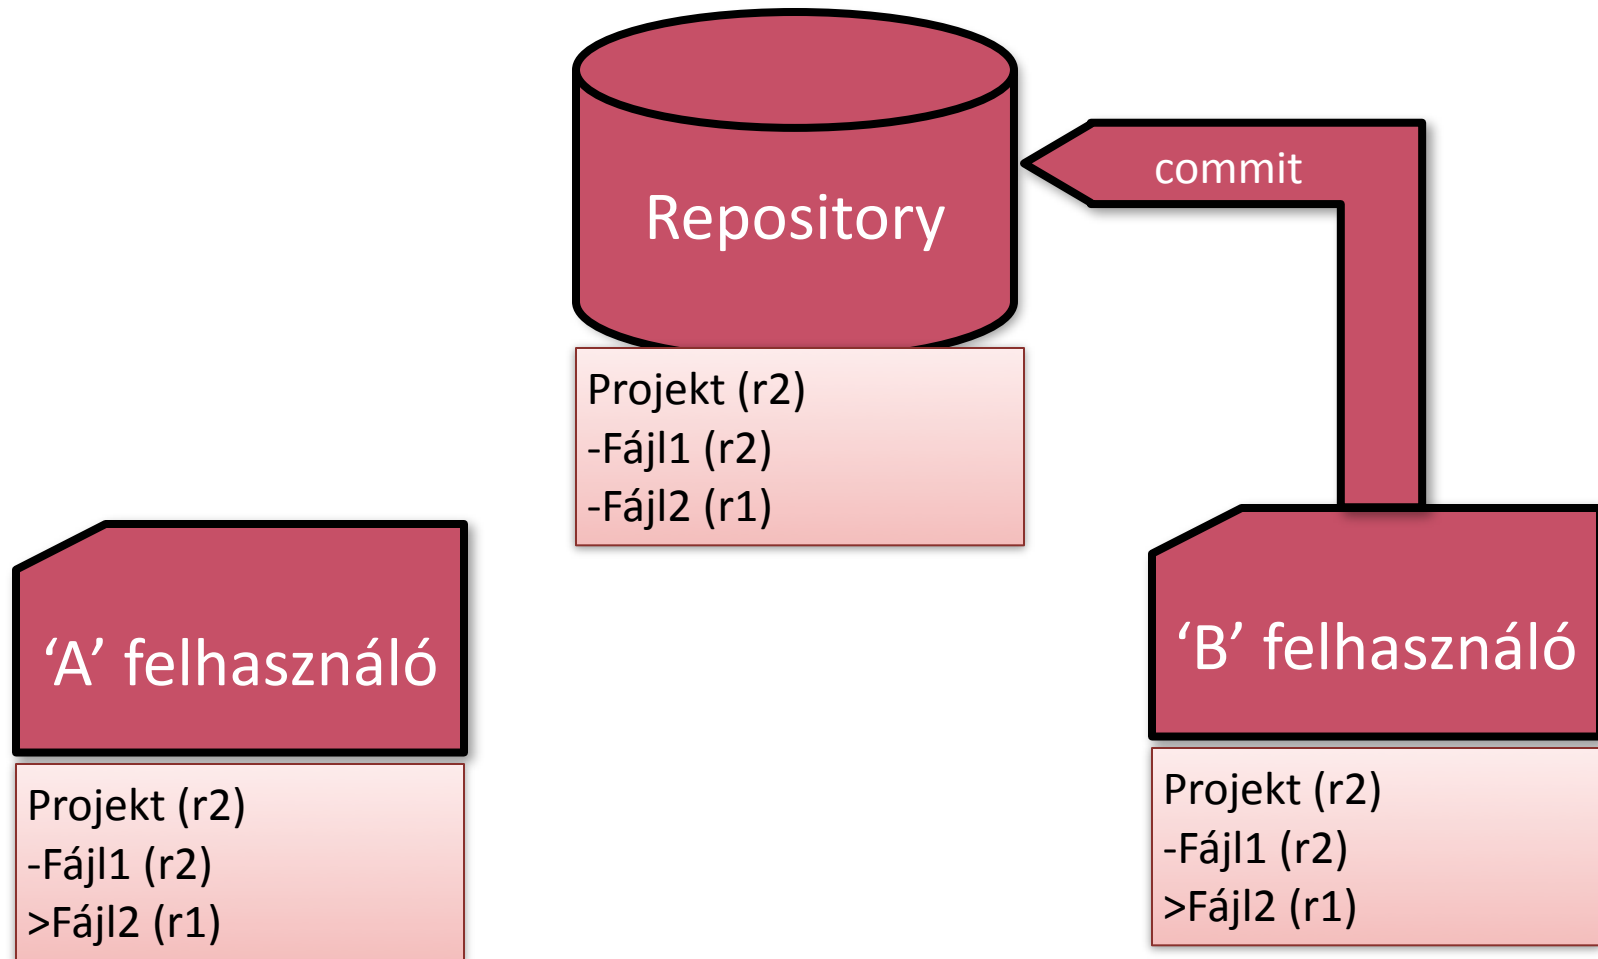 Repository
commit
Projekt (r2)
-Fájl1 (r2)
-Fájl2 (r1)
‘A’ felhasználó
Projekt (r2)
-Fájl1 (r2)
>Fájl2 (r1)
‘B’ felhasználó
Projekt (r2)
-Fájl1 (r2)
>Fájl2 (r1)